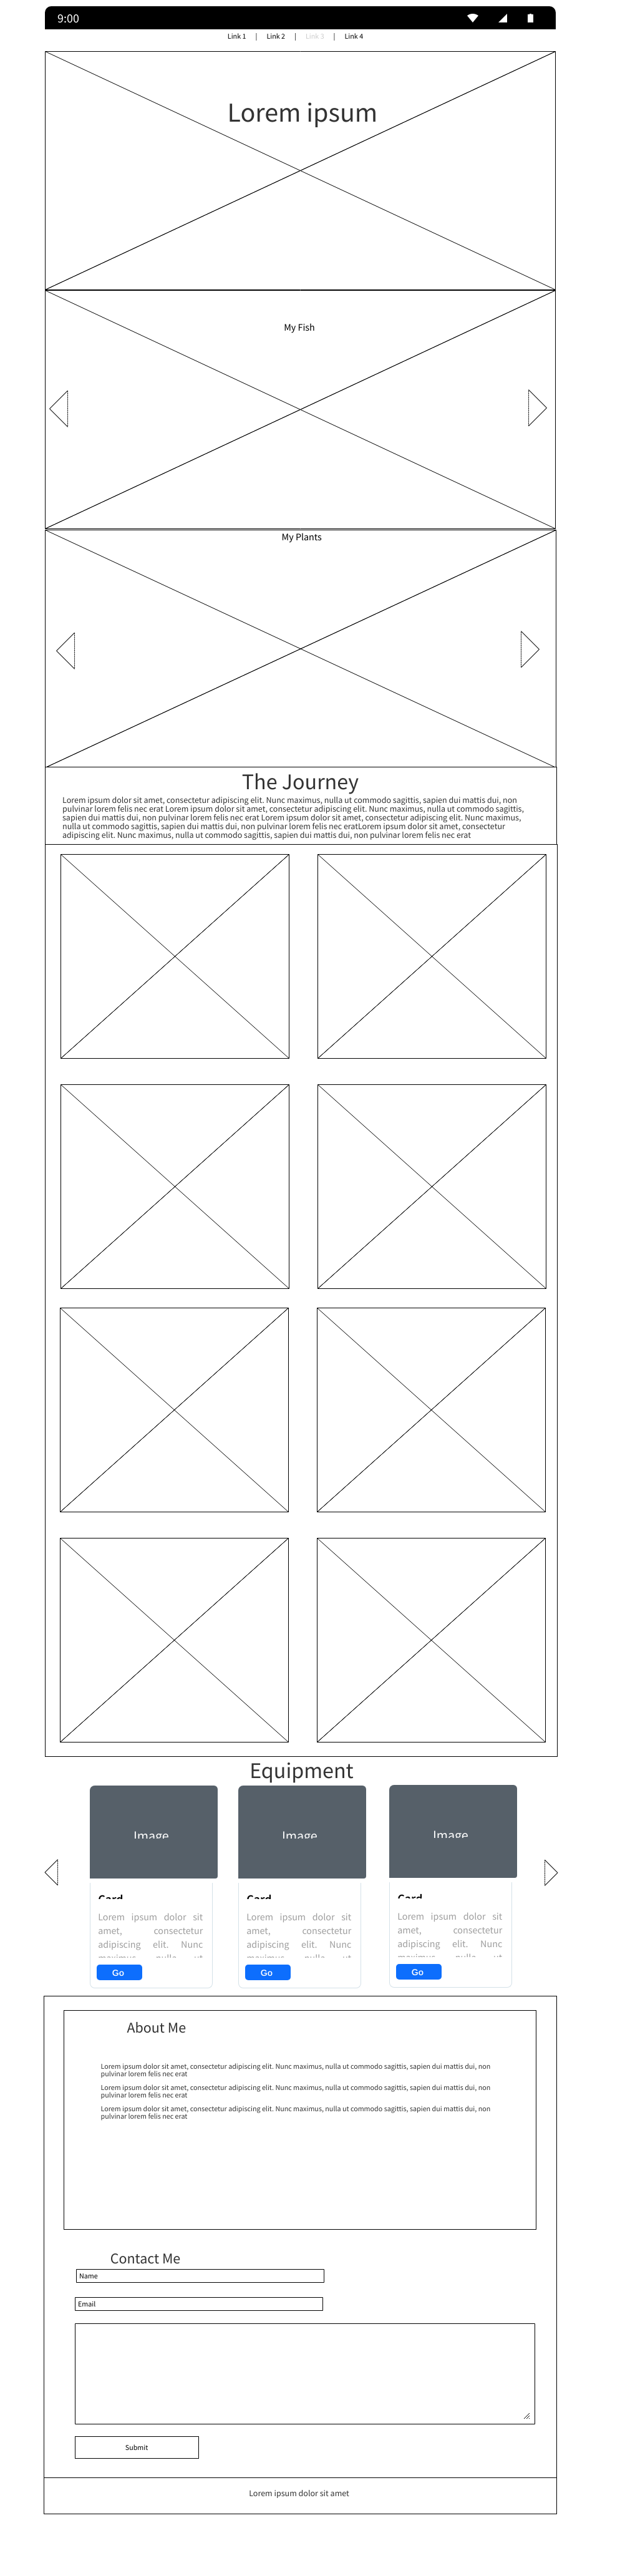 9:00
Link 1 | Link 2 | Link 3 | Link 4
Lorem ipsum
My Fish
My Plants
The Journey
Lorem ipsum dolor sit amet, consectetur adipiscing elit. Nunc maximus, nulla ut commodo sagittis, sapien dui mattis dui, non
pulvinar lorem felis nec erat Lorem ipsum dolor sit amet, consectetur adipiscing elit. Nunc maximus, nulla ut commodo sagittis,
sapien dui mattis dui, non pulvinar lorem felis nec erat Lorem ipsum dolor sit amet, consectetur adipiscing elit. Nunc maximus,
nulla ut commodo sagittis, sapien dui mattis dui, non pulvinar lorem felis nec eratLorem ipsum dolor sit amet, consectetur
adipiscing elit. Nunc maximus, nulla ut commodo sagittis, sapien dui mattis dui, non pulvinar lorem felis nec erat
Equipment
Image
Card
Lorem ipsum dolor sit
amet, consectetur
adipiscing elit. Nunc
maximus, nulla ut
Go
Image
Card
Lorem ipsum dolor sit
amet, consectetur
adipiscing elit. Nunc
maximus, nulla ut
Go
Image
Card
Lorem ipsum dolor sit
amet, consectetur
adipiscing elit. Nunc
maximus, nulla ut
Go
About Me
Lorem ipsum dolor sit amet, consectetur adipiscing elit. Nunc maximus, nulla ut commodo sagittis, sapien dui mattis dui, non
pulvinar lorem felis nec erat
Lorem ipsum dolor sit amet, consectetur adipiscing elit. Nunc maximus, nulla ut commodo sagittis, sapien dui mattis dui, non
pulvinar lorem felis nec erat
Lorem ipsum dolor sit amet, consectetur adipiscing elit. Nunc maximus, nulla ut commodo sagittis, sapien dui mattis dui, non
pulvinar lorem felis nec erat
Contact Me
Name
Email
Submit
Lorem ipsum dolor sit amet